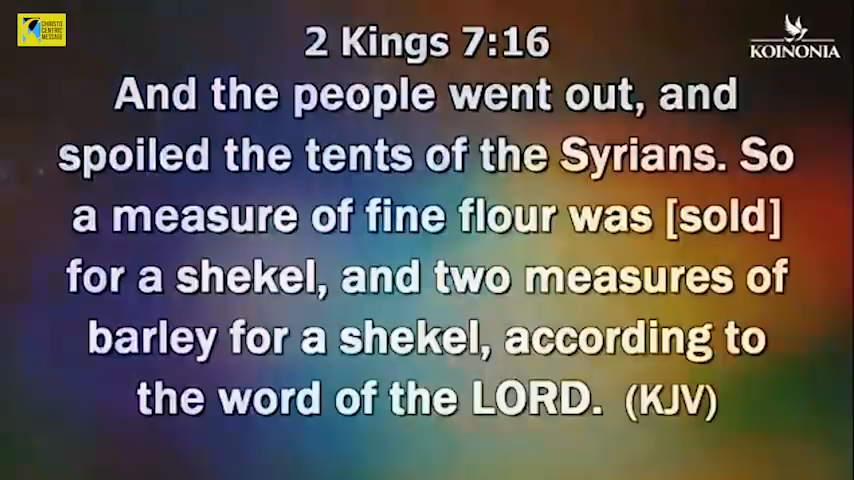 CHRISTO
CENTRIC
MESSAGE
KOINONIA
2 Kings 7:16
And the people went out, and
spoiled the tents of the Syrians. So
a measure of fine flour was [sold]
for a shekel, and two measures of
barley for a shekel, according to
the word of the LORD. (KJV)